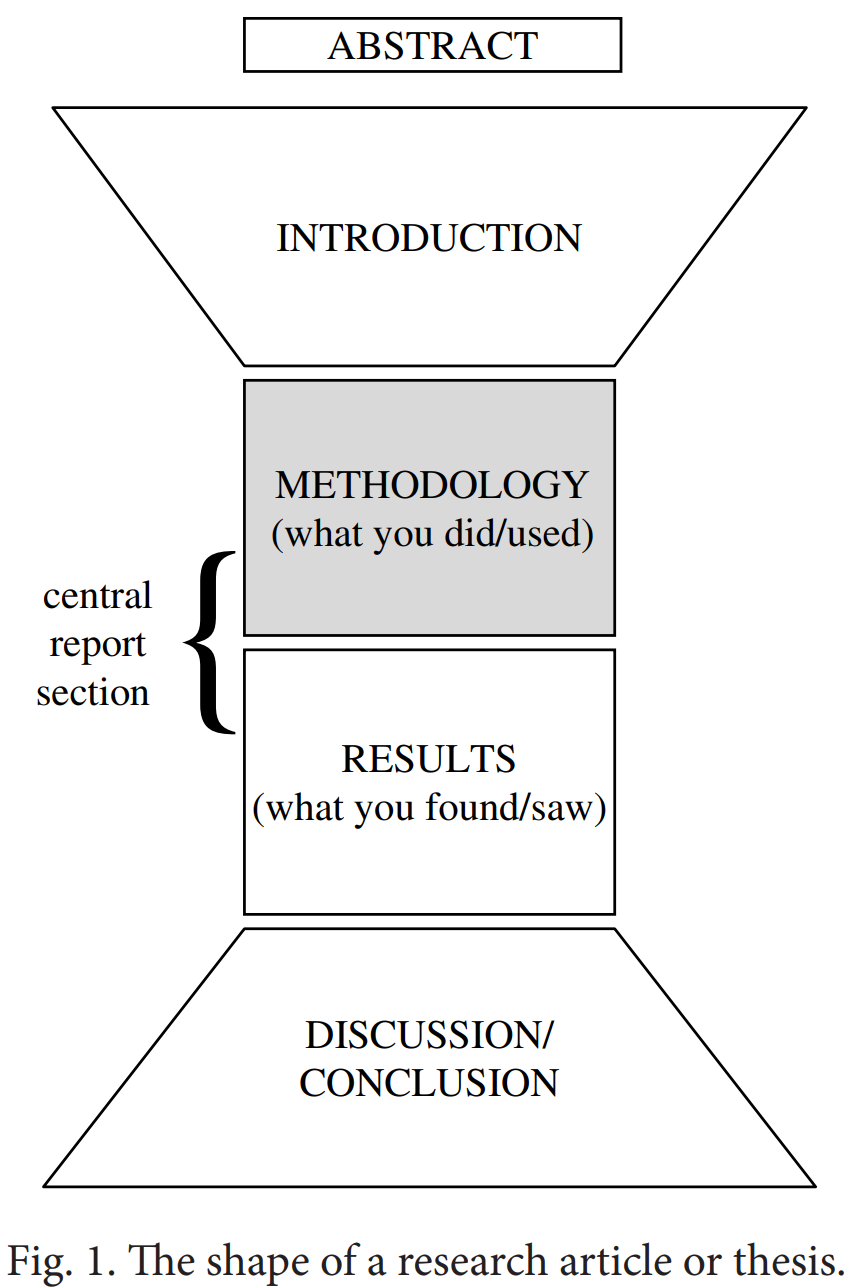 ABSTRACT
INTRODUCTION
METHODOLOGY
(what you did/used)
central
report
section
RESULTS
(what you found/saw)
DISCUSSION/
CONCLUSION
Fig. 1. The shape of a research article or thesis.